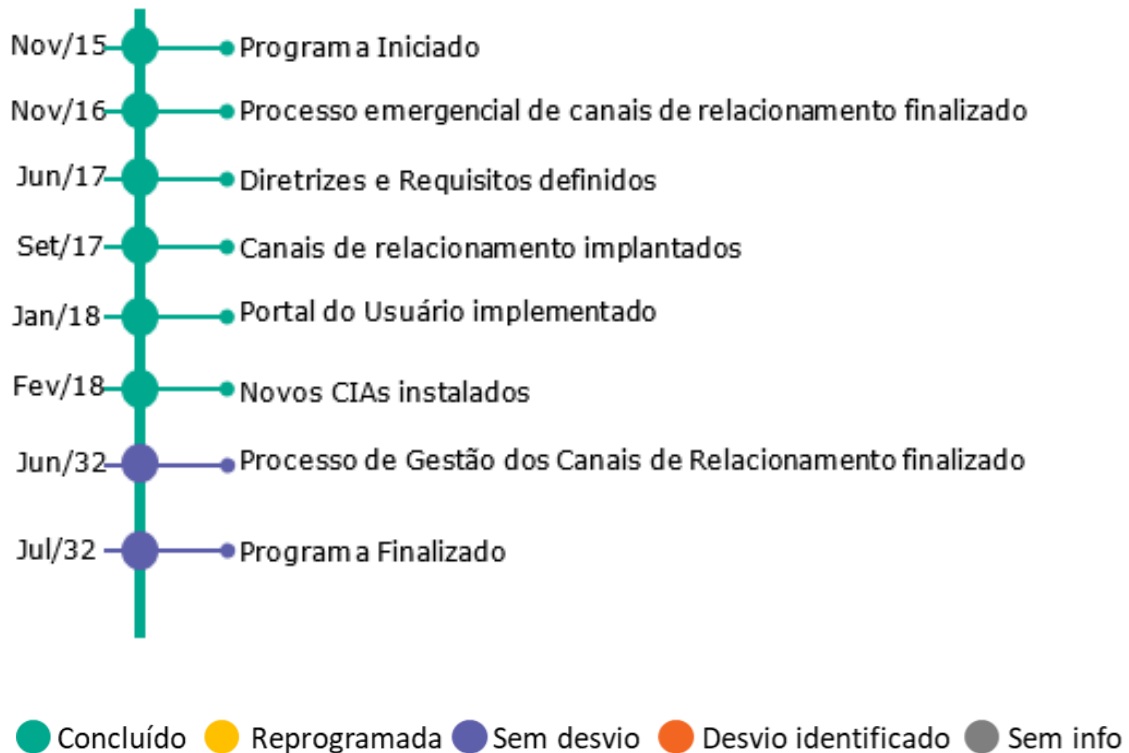 Nov/15 Programa Iniciado
Nov/16 Processo emergencial de canais de relacionamento finalizado
Jun/17 Diretrizes e Requisitos definidos
Set/17 Canais de relacionamento implantados
Jan/18 Portal do Usuário implementado
Fev/18 Novos CIAs instalados
Jun/32 Processo de Gestão dos Canais de Relacionamento finalizado
Jul/32 Programa Finalizado
Concluído Reprogramada Sem desvio Desvio identificado Sem info